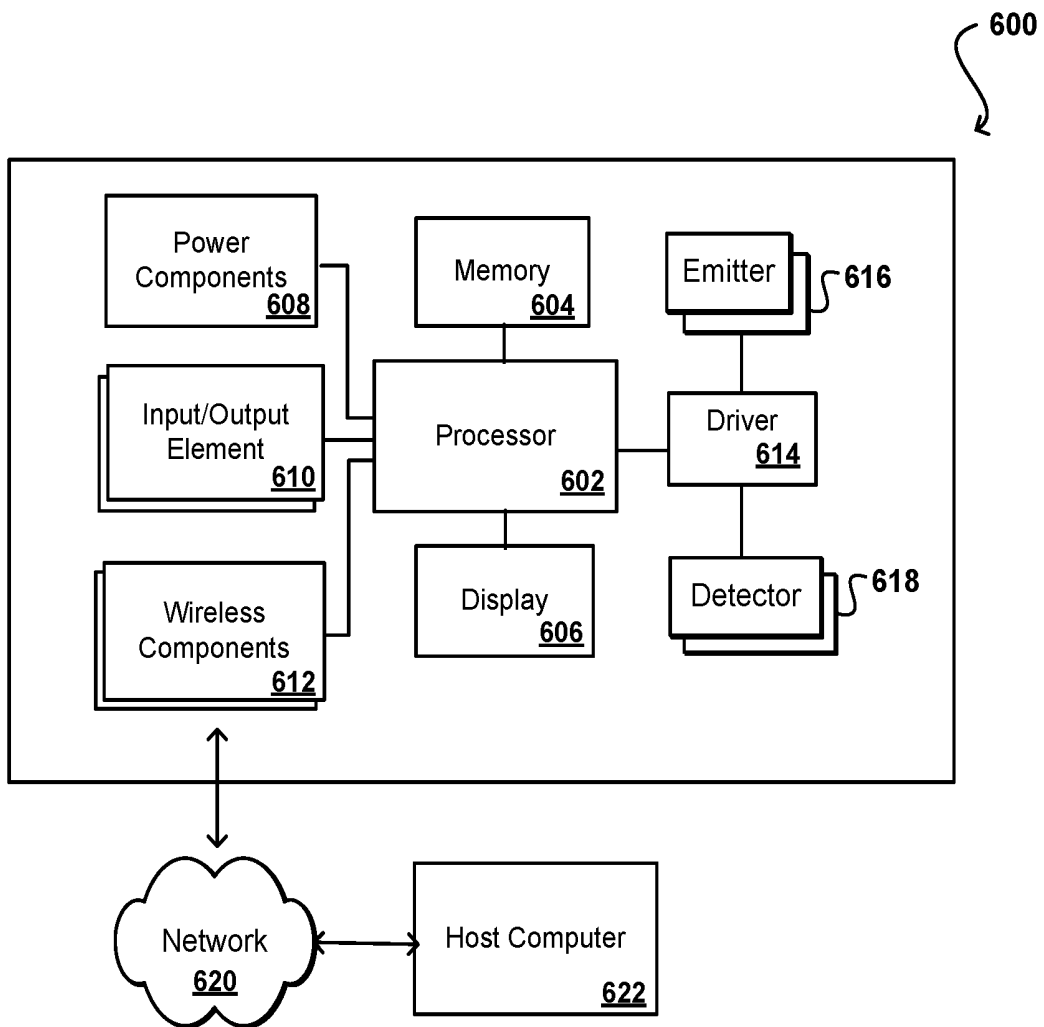 600
Power
Components
608
Memory
604
Emitter
616
Input/Output
Element
610
Processor
602
Driver
614
Wireless
Components
612
Display
606
Detector
618
Network
620
Host Computer
622